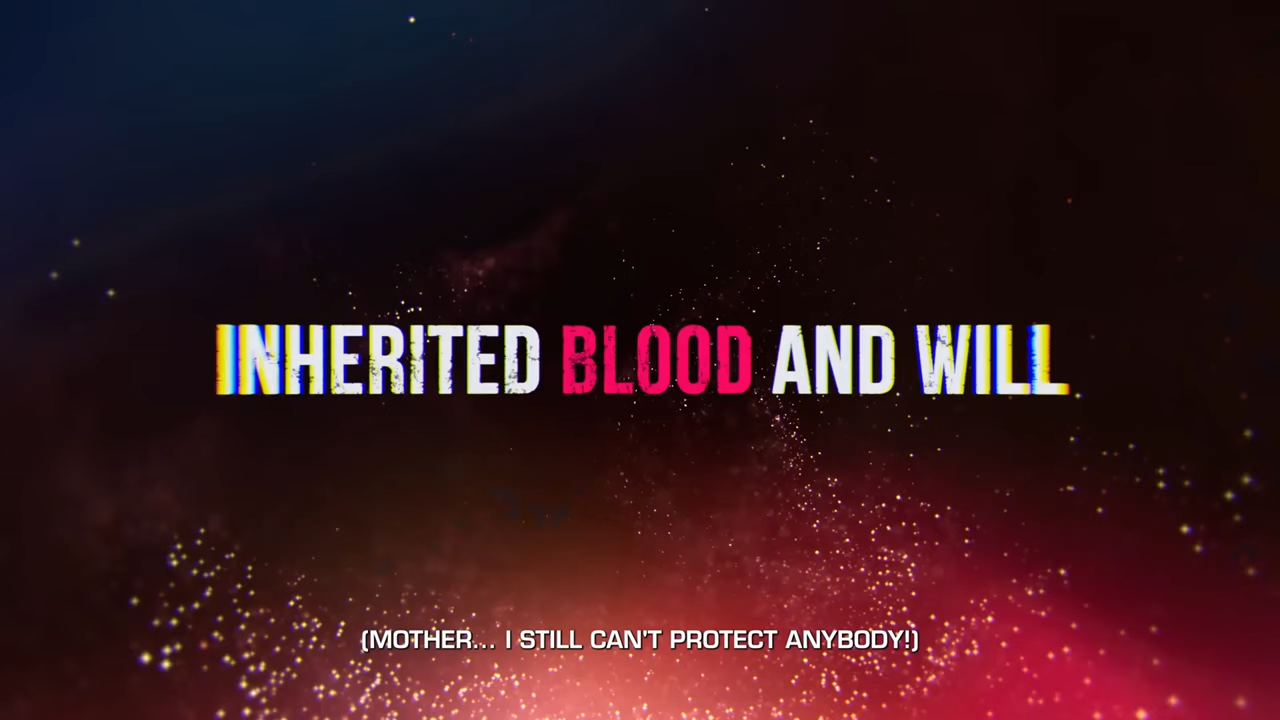 INHERITED BLOOD AND WILL
(MOTHER... I STILL CAN'T PROTECT ANYBODY!)